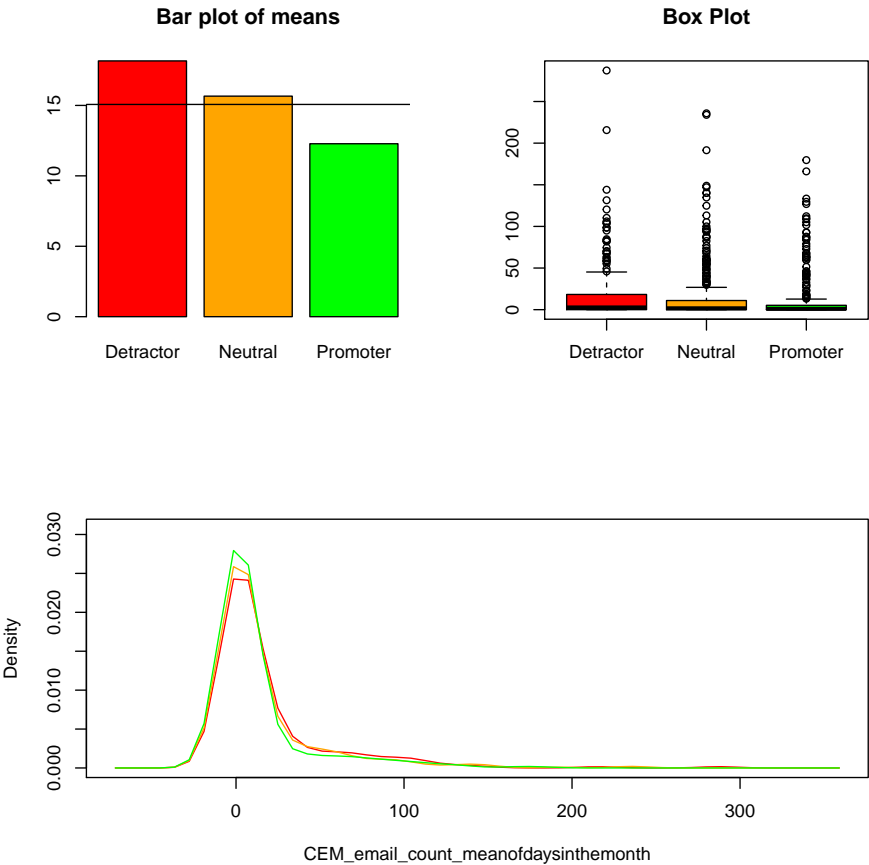 Bar plot of means
15
10
5
0
Detractor Neutral Promoter
Box Plot
200
100
50
0
Detractor Neutral Promoter
Density
0.030
0.020
0.010
0.000
0 100 200 300
CEM_email_count_meanofdaysinthemonth